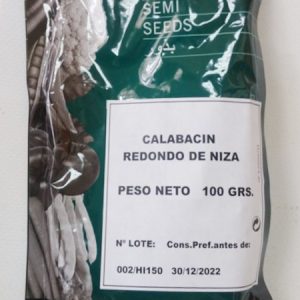 SEMI
SEEDS
بذور
CALABACIN
REDONDO DE NIZA
PESO NETO 100 GRS.
Nº LOTE: Cons.Pref.antes de:
002/HI150 30/12/2022